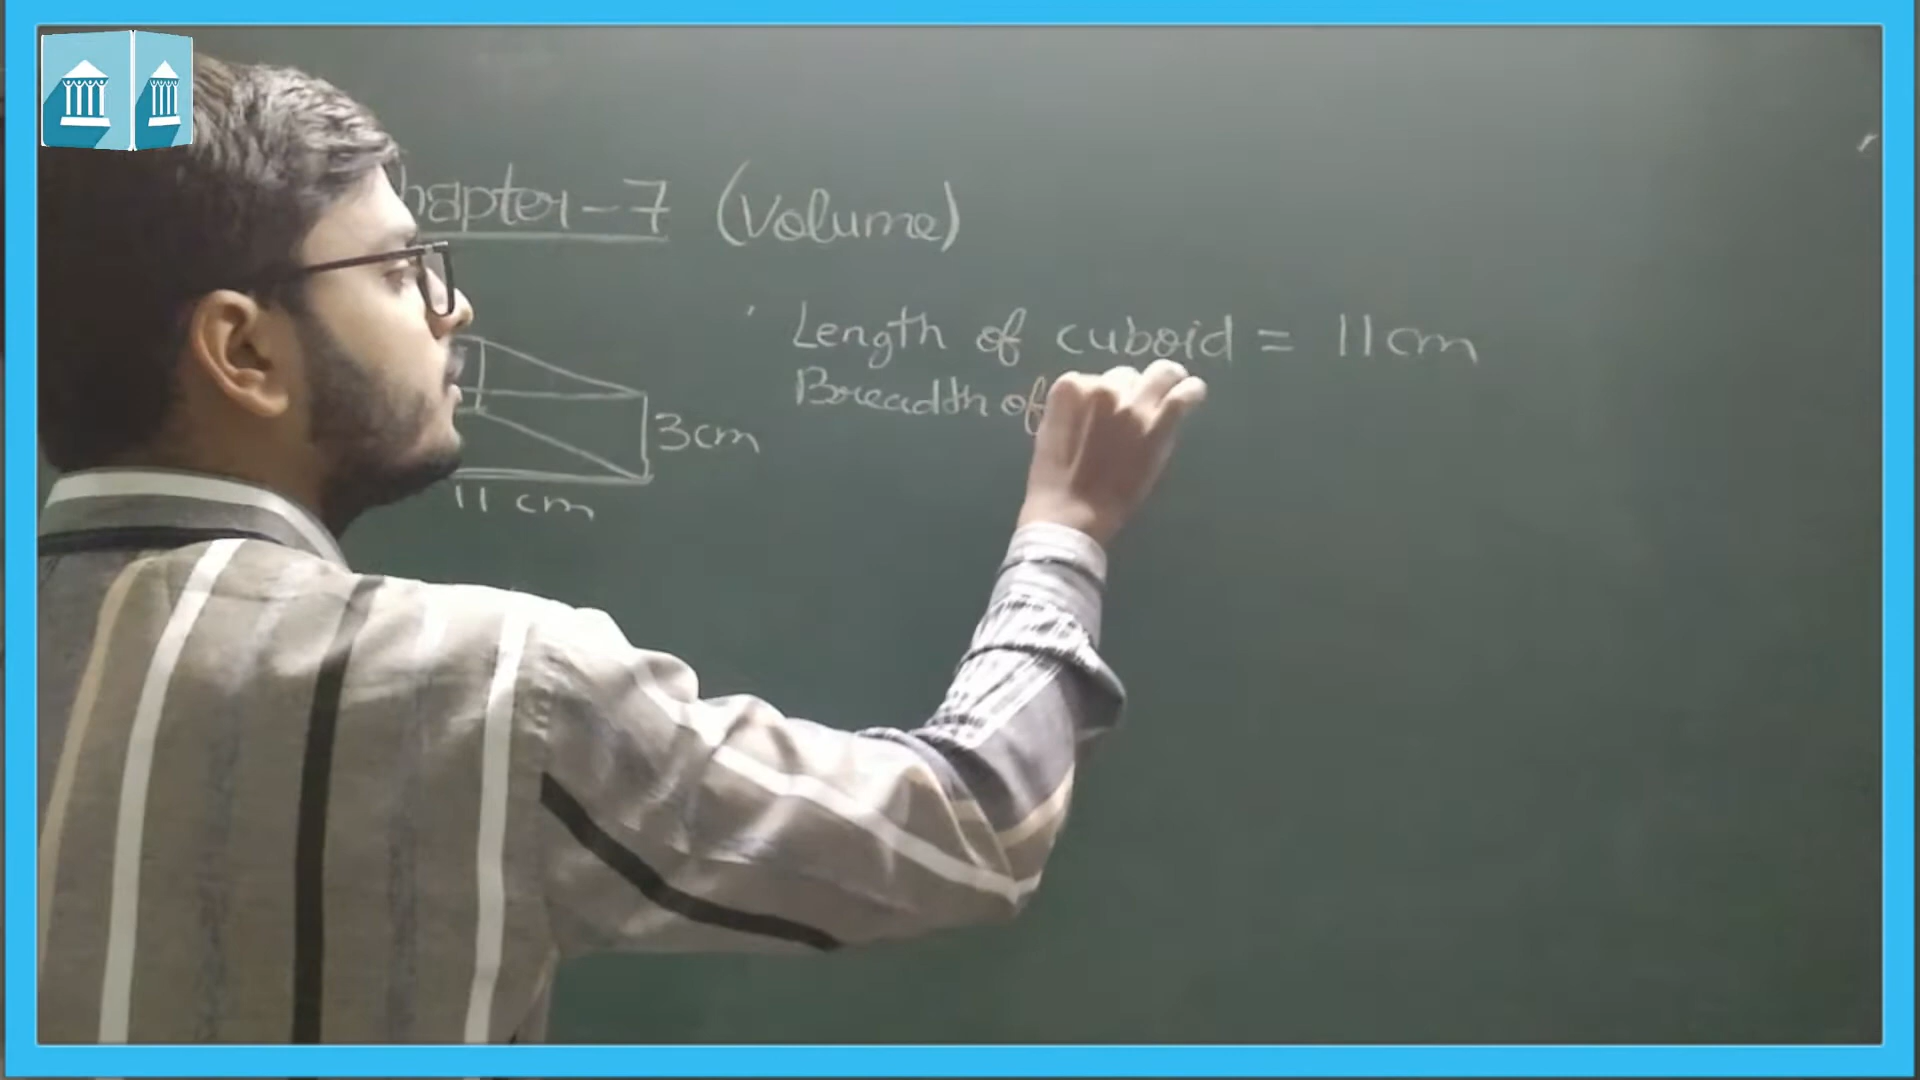 hapter-7 (Volume)
Length of cuboid = 11cm
Breadth of
3cm
11 cm